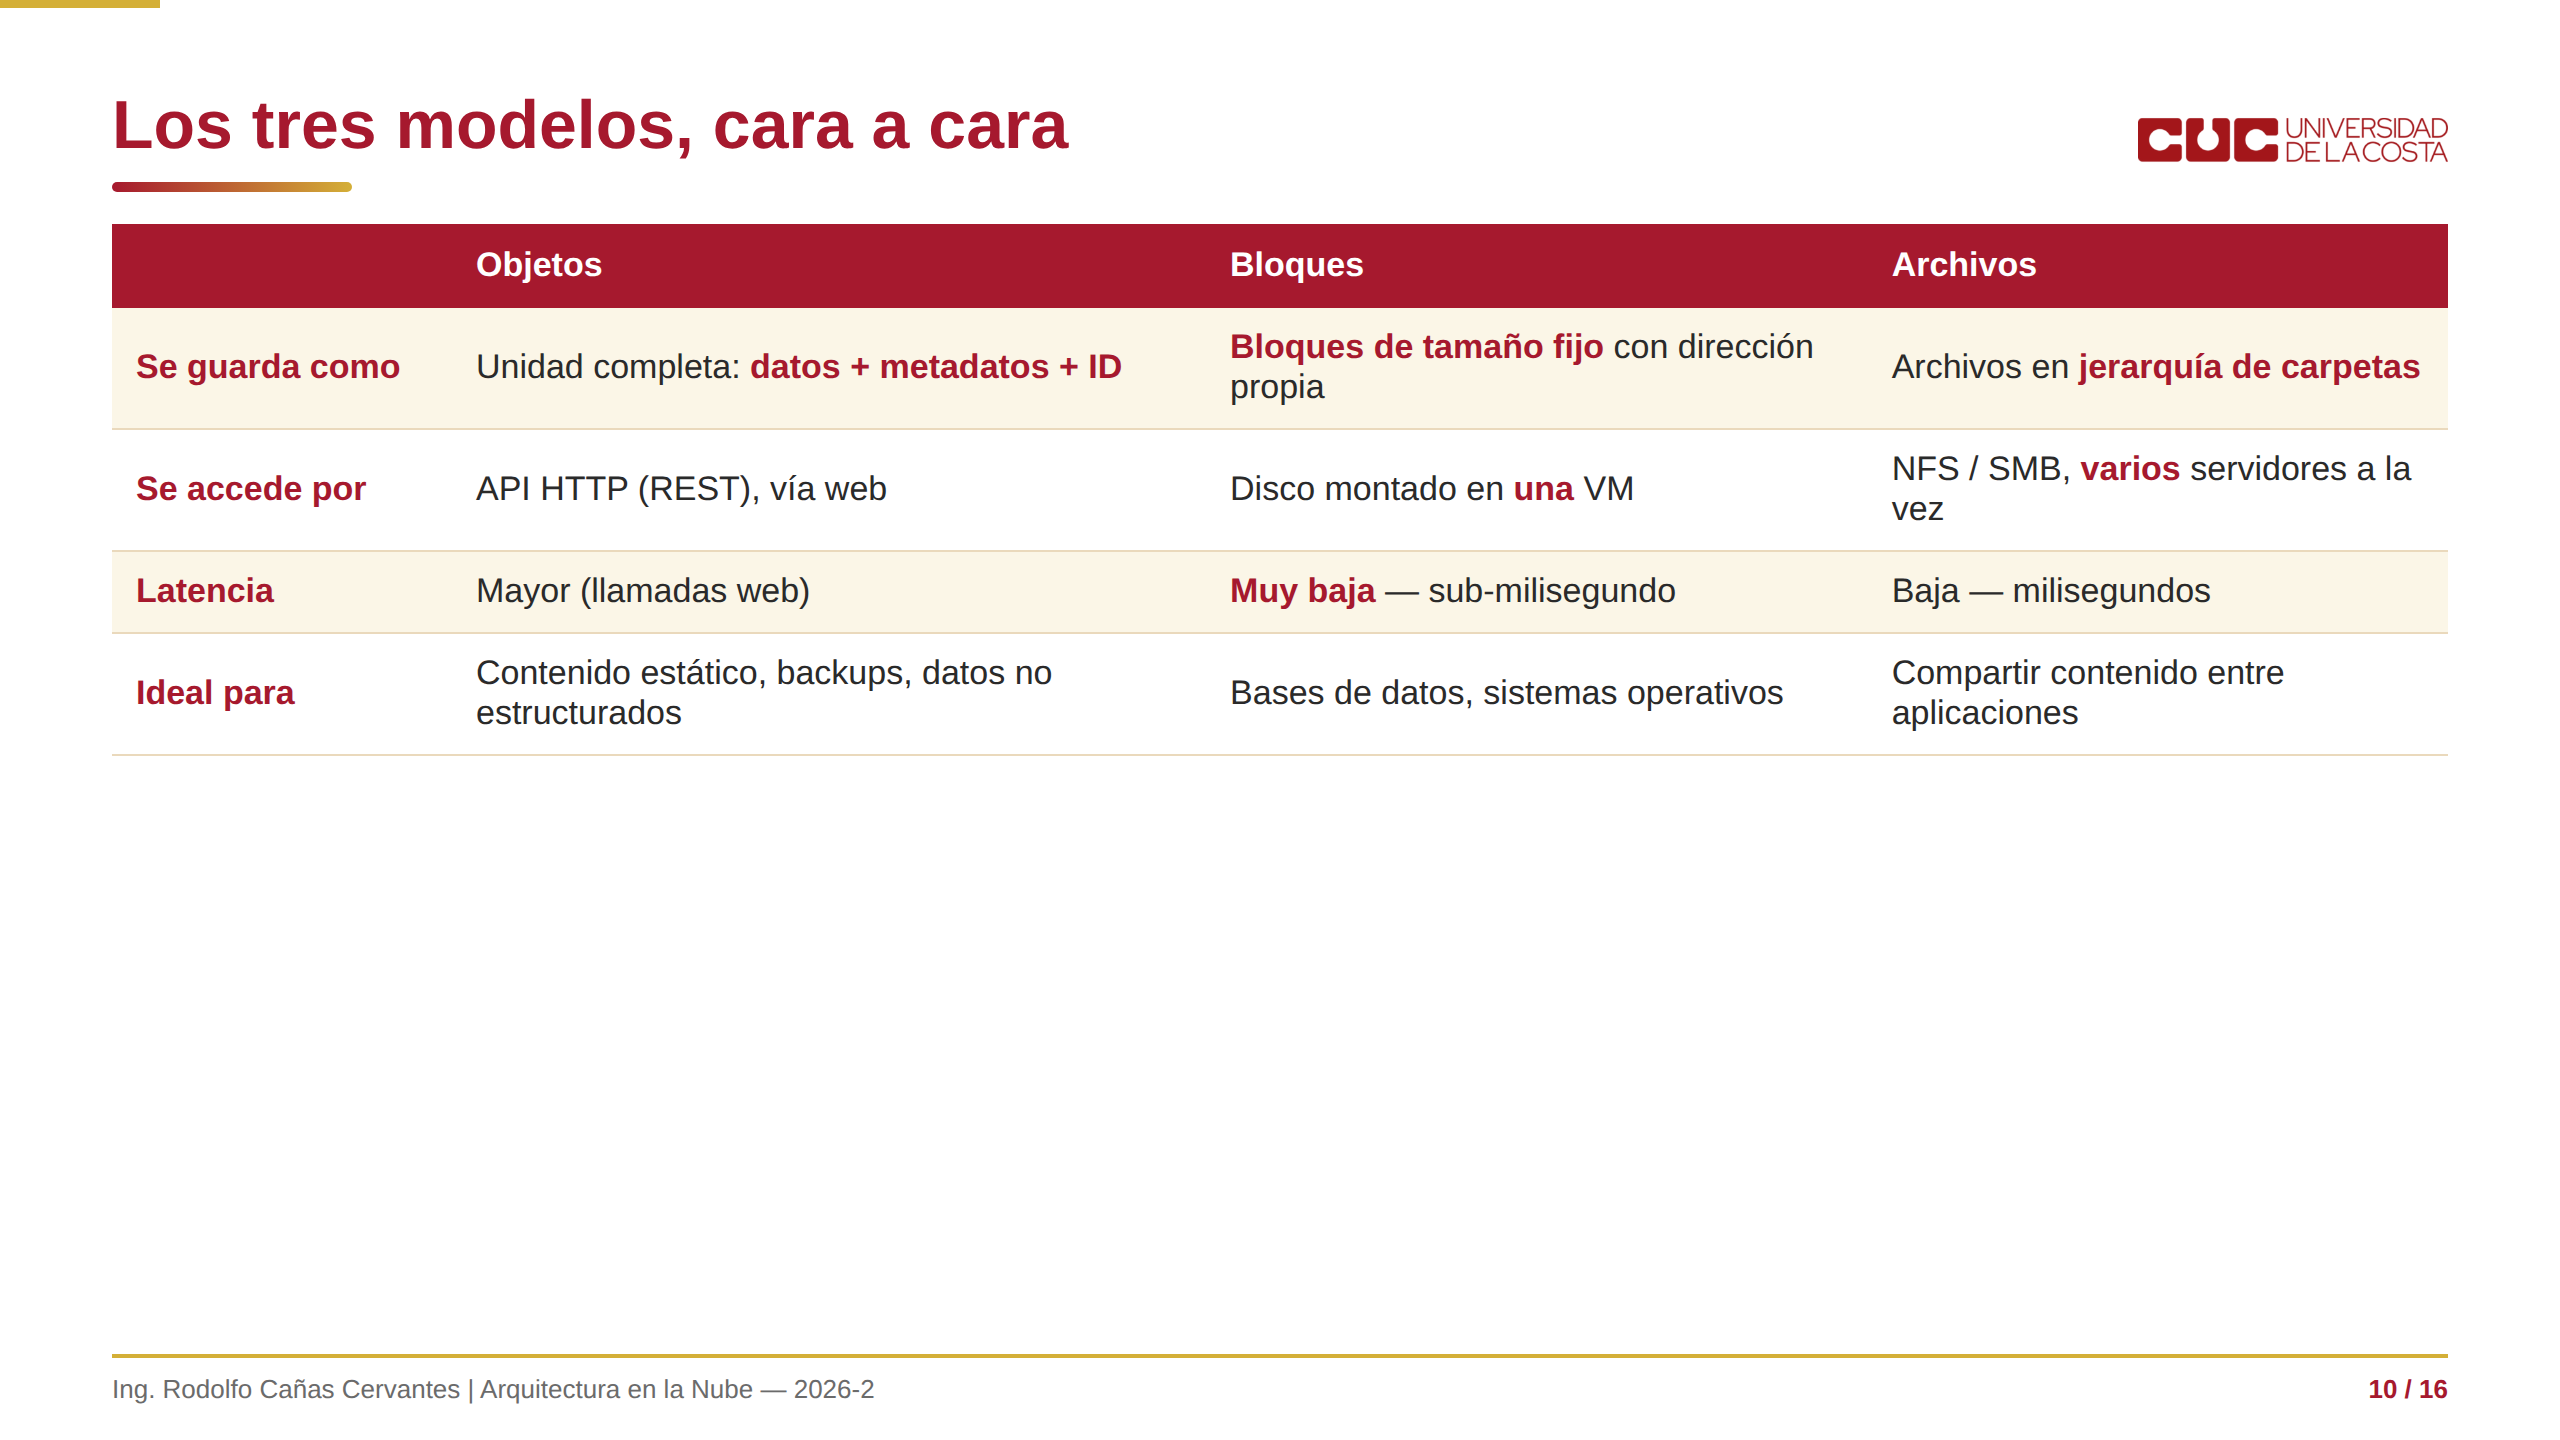 Los tres modelos, cara a cara
CUC UNIVERSIDAD
DE LA COSTA
Objetos Bloques Archivos
Se guarda como Unidad completa: datos + metadatos + ID Bloques de tamaño fijo con dirección
propia Archivos en jerarquía de carpetas
Se accede por API HTTP (REST), vía web Disco montado en una VM NFS / SMB, varios servidores a la
vez
Latencia Mayor (llamadas web) Muy baja — sub-milisegundo Baja — milisegundos
Ideal para Contenido estático, backups, datos no
estructurados Bases de datos, sistemas operativos Compartir contenido entre
aplicaciones
Ing. Rodolfo Cañas Cervantes | Arquitectura en la Nube — 2026-2 10 / 16